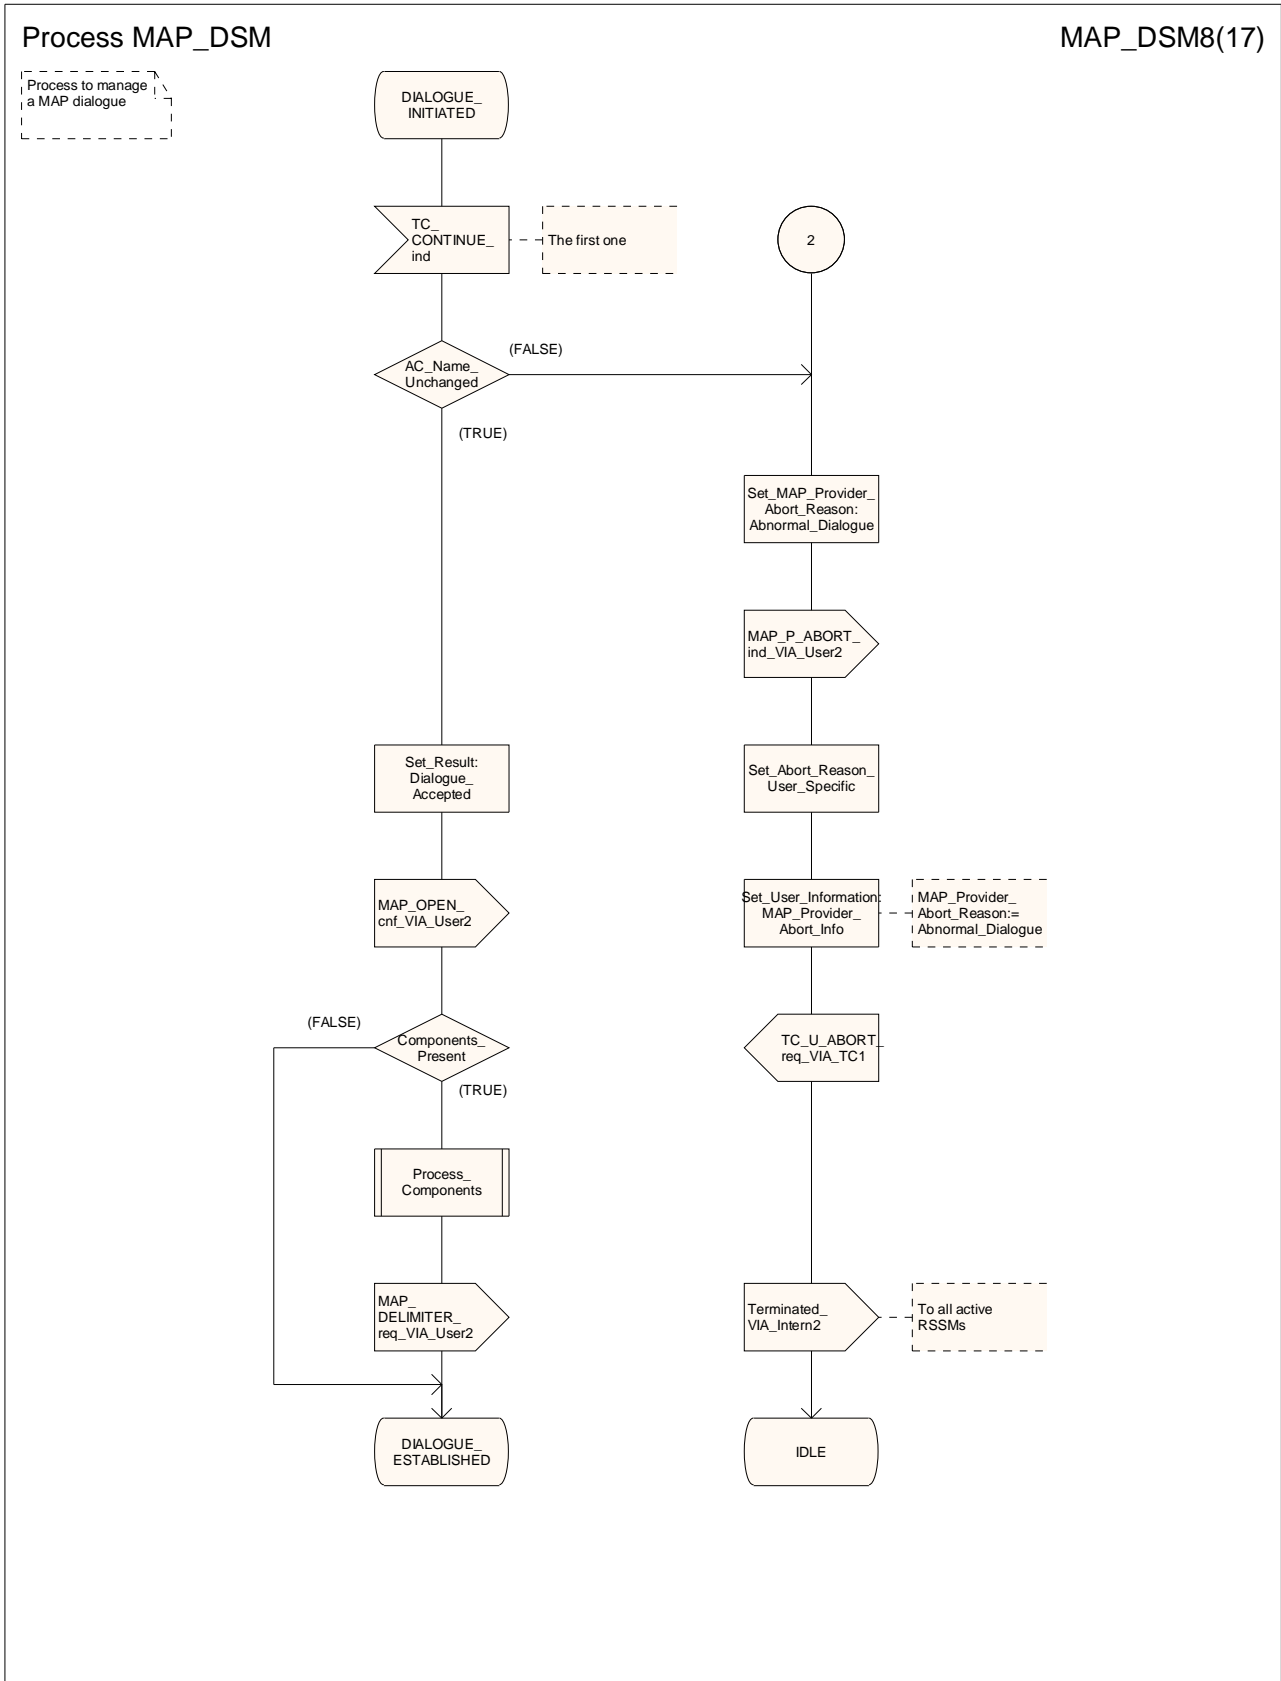 Process MAP_DSM
MAP_DSM8(17)
Process to manage
a MAP dialogue
DIALOGUE_
INITIATED
TC_
CONTINUE_
ind
The first one
2
AC_Name_
Unchanged
(FALSE)
(TRUE)
Set_MAP_Provider_
Abort_Reason:
Abnormal_Dialogue
MAP_P_ABORT_
ind_VIA_User2
Set_Result:
Dialogue_
Accepted
Set_Abort_Reason_
User_Specific
MAP_OPEN_
cnf_VIA_User2
Set_User_Information:
MAP_Provider_
Abort_Info
MAP_Provider_
Abort_Reason:=
Abnormal_Dialogue
(FALSE)
Components_
Present
(TRUE)
TC_U_ABORT_
req_VIA_TC1
Process_
Components
MAP_
DELIMITER_
req_VIA_User2
Terminated_
VIA_Intern2
To all active
RSSMs
DIALOGUE_
ESTABLISHED
IDLE